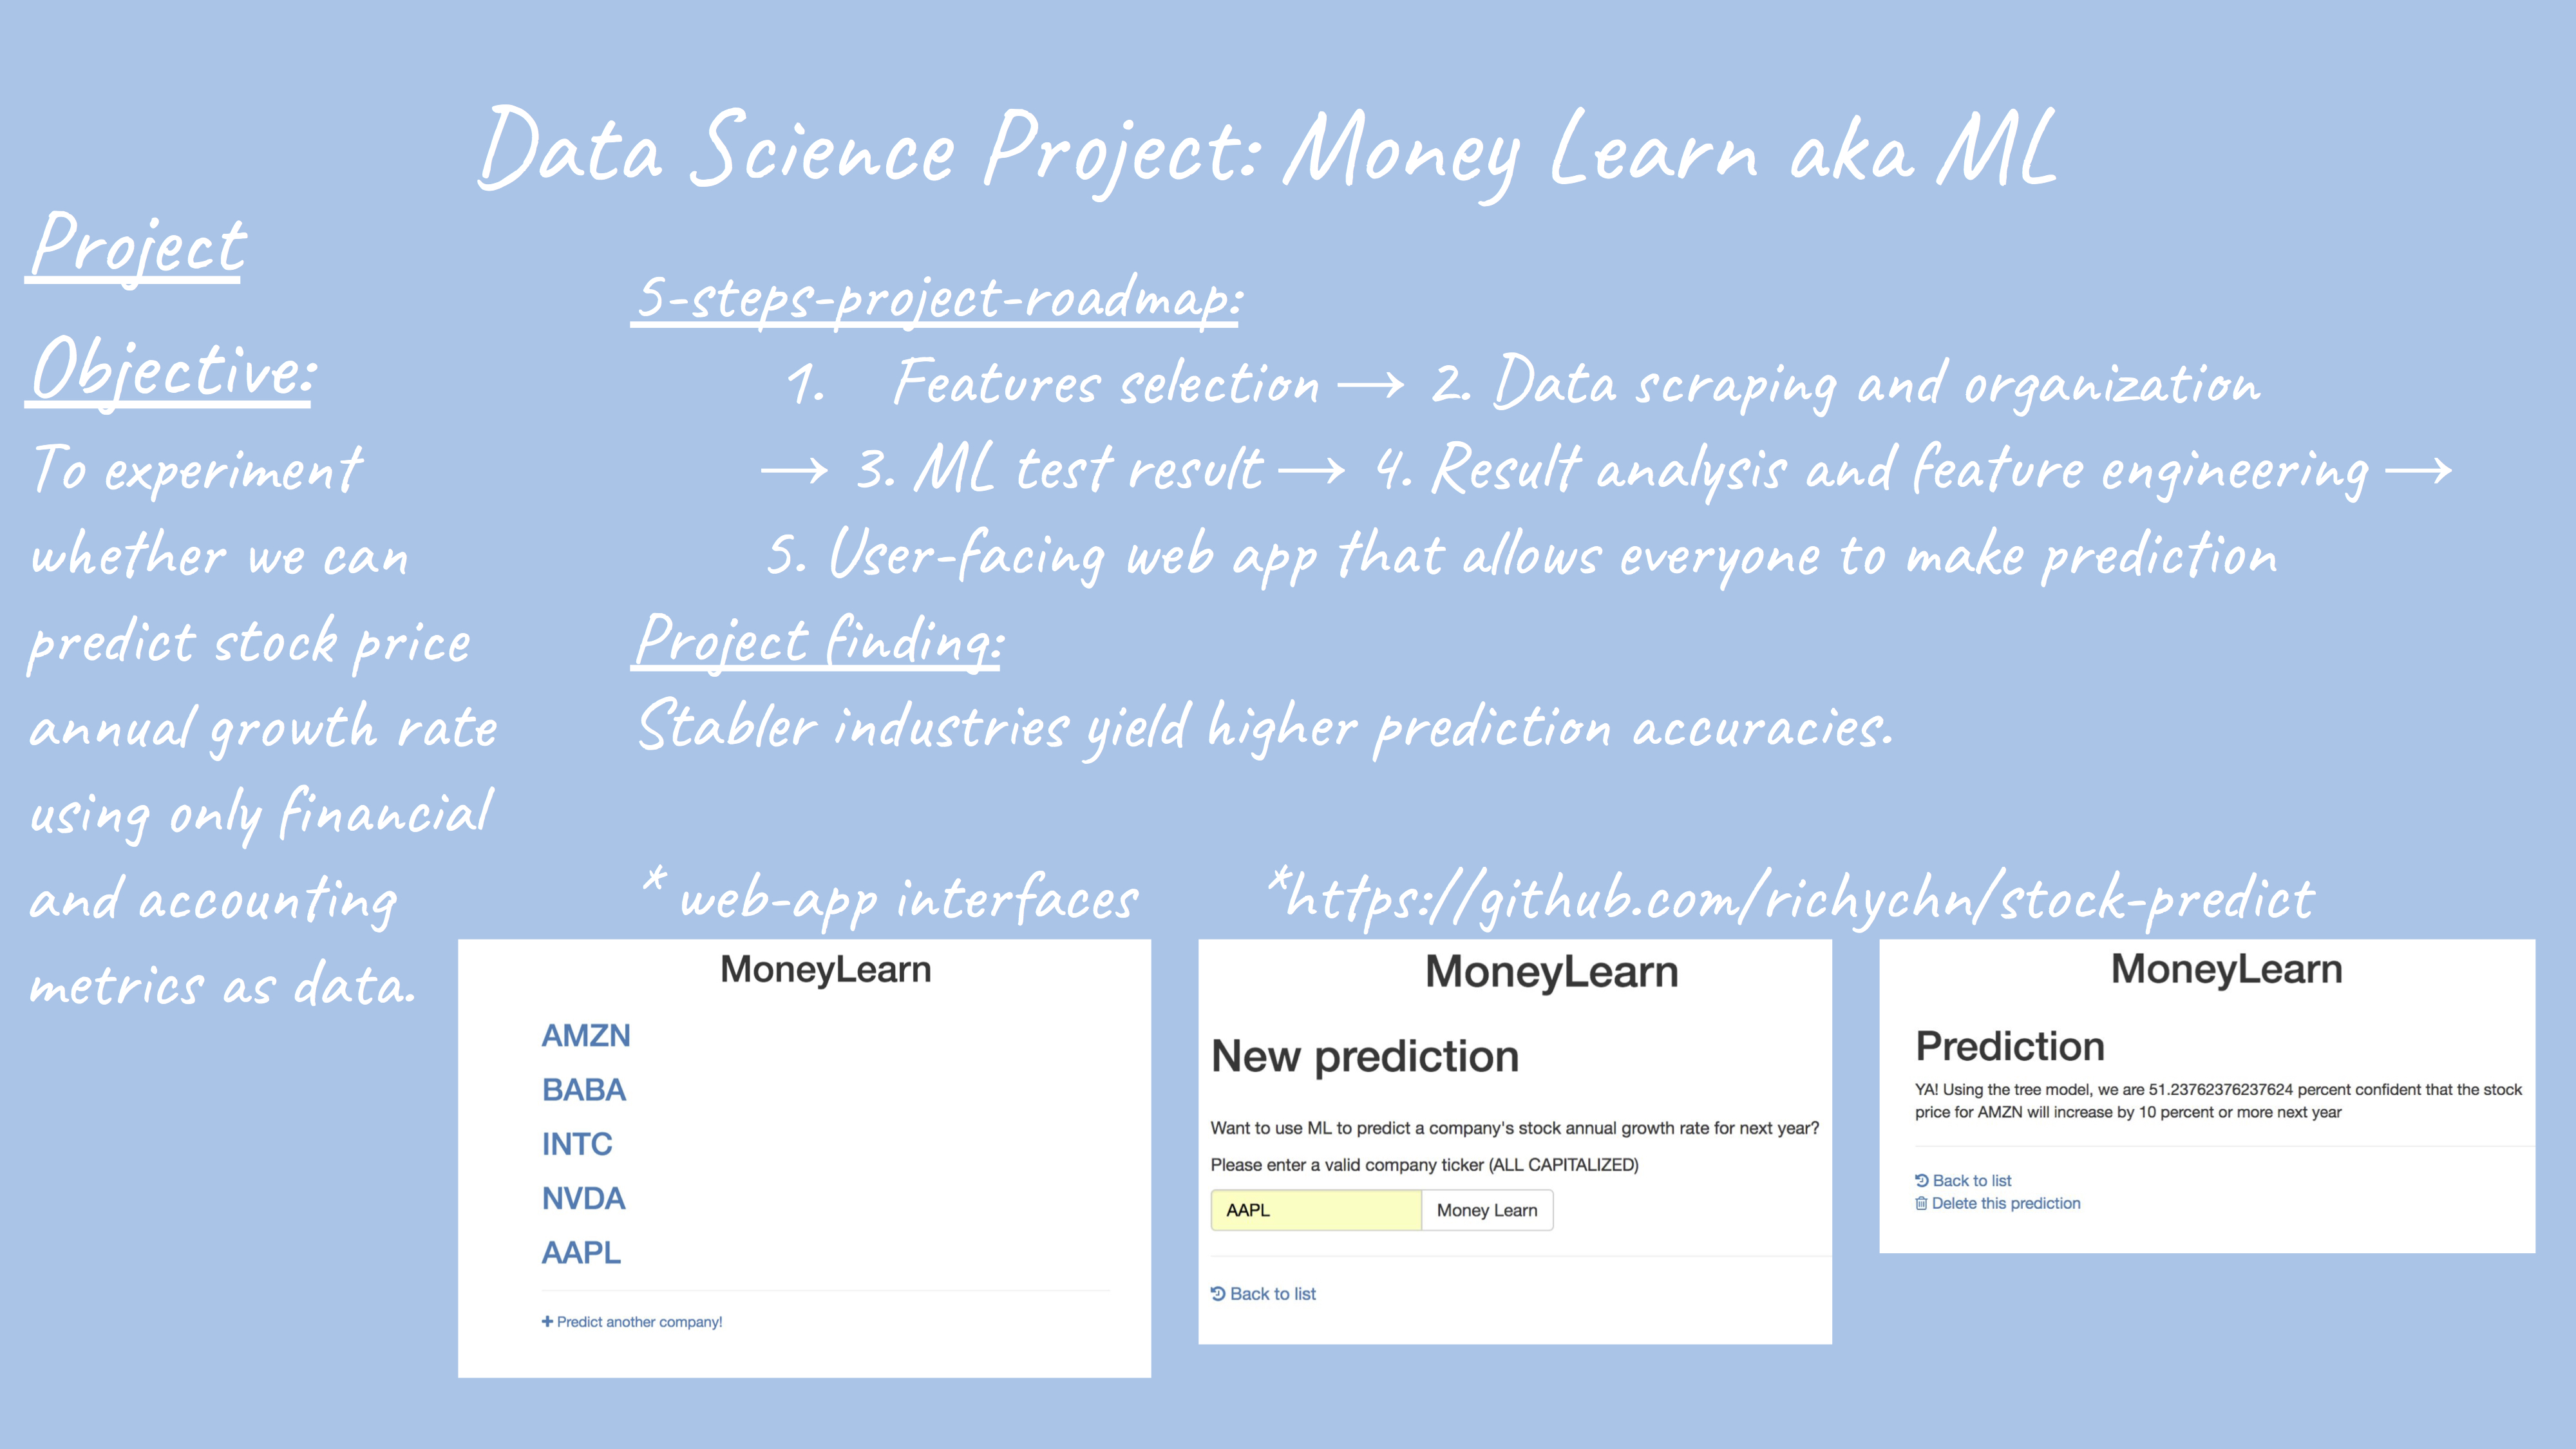 Data Science Project: Money Learn aka ML
Project
Objective:
To experiment
whether we can
predict stock price
annual growth rate
using only financial
and accounting
metrics as data.
5-steps-project-roadmap:
1. Features selection → 2. Data scraping and organization
→ 3. ML test result → 4. Result analysis and feature engineering →
5. User-facing web app that allows everyone to make prediction
Project finding:
Stabler industries yield higher prediction accuracies.
* web-app interfaces
*https://github.com/richychn/stock-predict
MoneyLearn
AMZN
BABA
INTC
NVDA
AAPL
Predict another company!
MoneyLearn
New prediction
Want to use ML to predict a company's stock annual growth rate for next year?
Please enter a valid company ticker (ALL CAPITALIZED)
AAPL Money Learn
Back to list
MoneyLearn
Prediction
YA! Using the tree model, we are 51.23762376237624 percent confident that the stock
price for AMZN will increase by 10 percent or more next year
Back to list
Delete this prediction